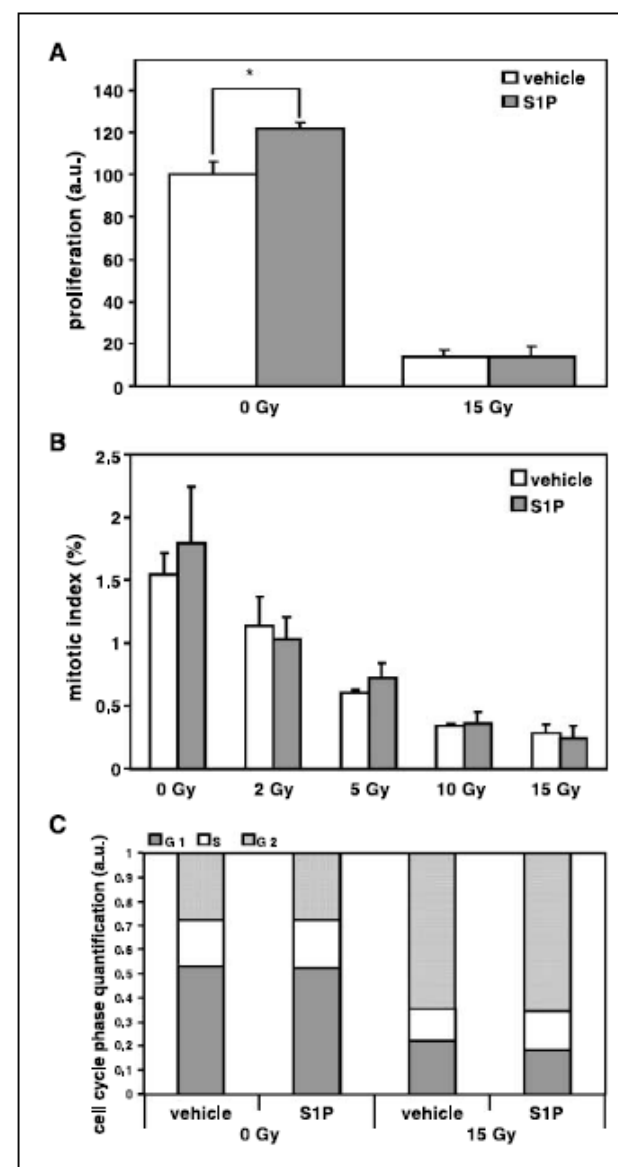 A
*
vehicle
S1P
140
120
100
80
60
40
20
0
proliferation (a.u.)
0 Gy 15 Gy
B
2.5
2
1.5
1
0.5
0
mitotic index (%)
vehicle
S1P
0 Gy 2 Gy 5 Gy 10 Gy 15 Gy
C
G 1 S G 2
1
0.9
0.8
0.7
0.6
0.5
0.4
0.3
0.2
0.1
0
cell cycle phase quantification (a.u.)
vehicle S1P vehicle S1P
0 Gy 15 Gy